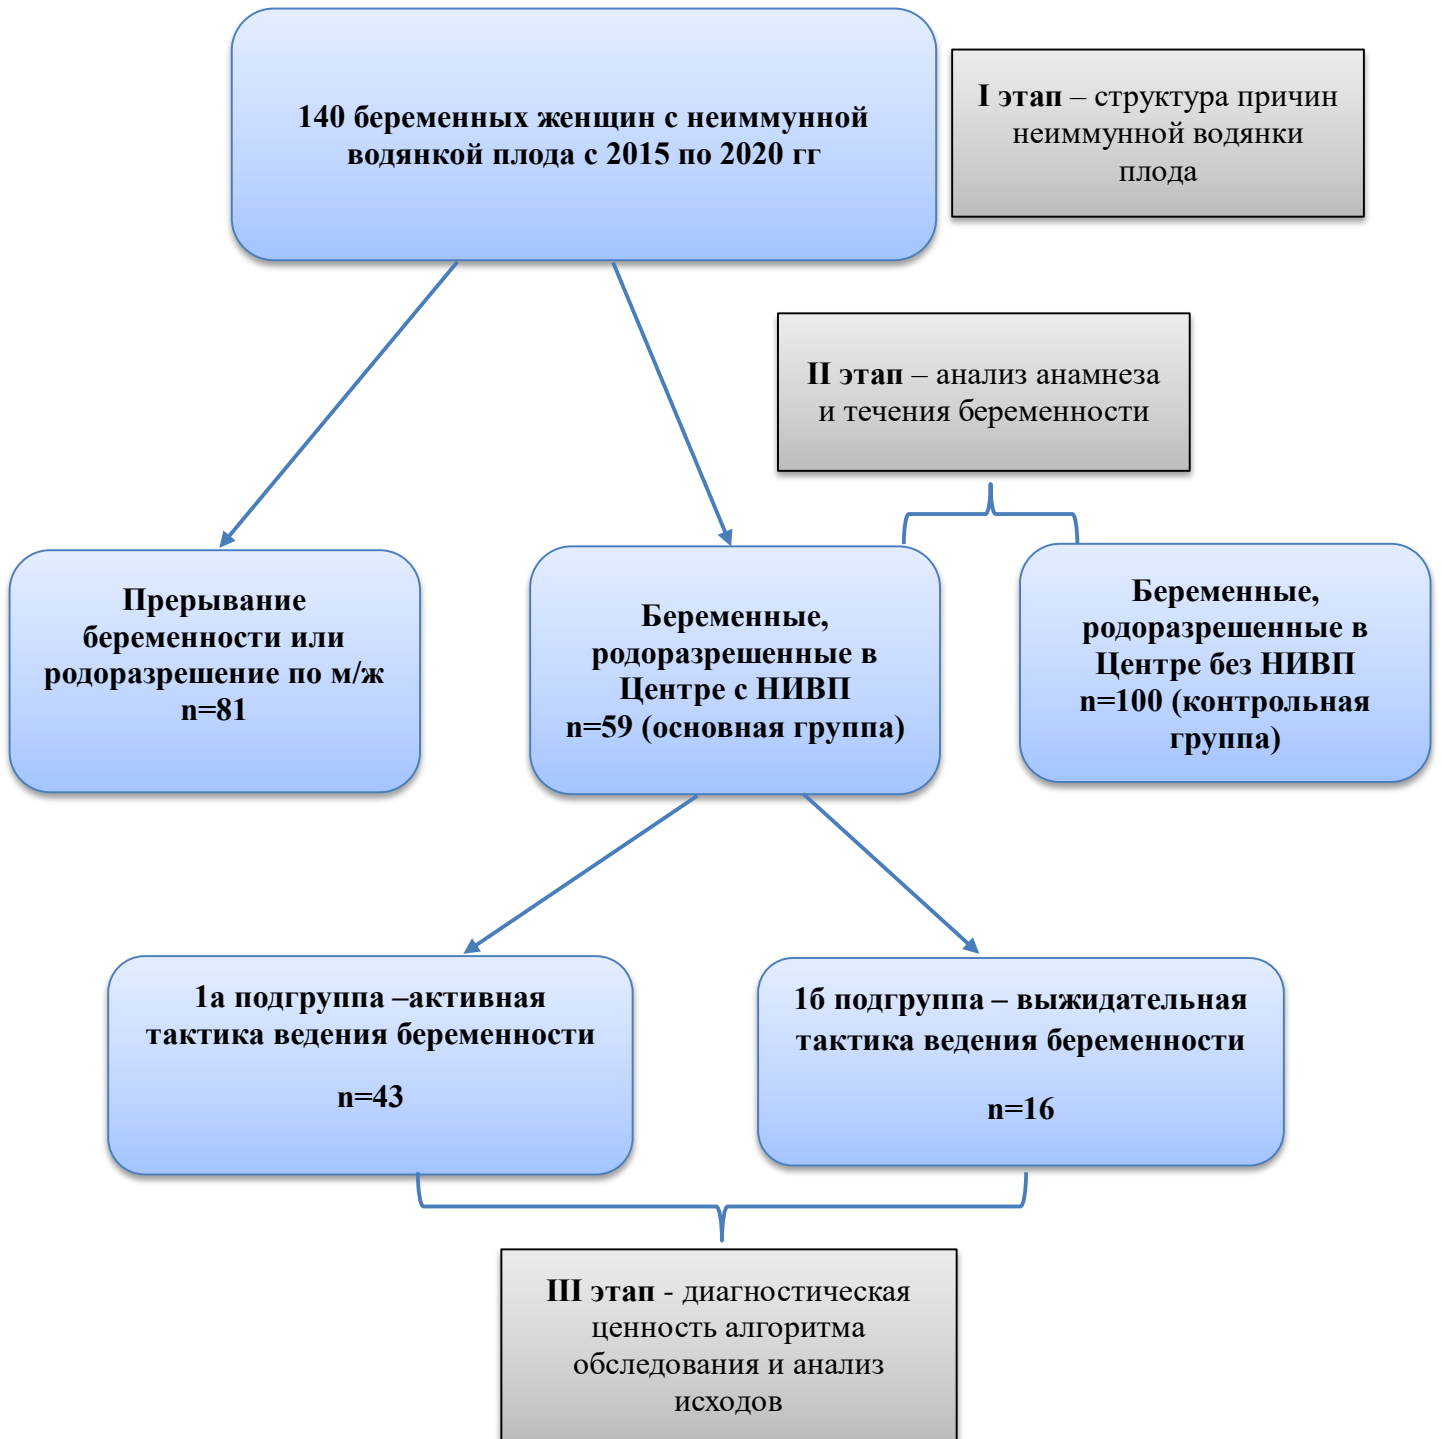 140 беременных женщин с неиммунной
водянкой плода с 2015 по 2020 гг
I этап – структура причин
неиммунной водянки
плода
II этап – анализ анамнеза
и течения беременности
Прерывание
беременности или
родоразрешение по м/ж
n=81
Беременные,
родоразрешенные в
Центре с НИВП
n=59 (основная группа)
Беременные,
родоразрешенные в
Центре без НИВП
n=100 (контрольная
группа)
1а подгруппа –активная
тактика ведения беременности
n=43
1б подгруппа – выжидательная
тактика ведения беременности
n=16
III этап - диагностическая
ценность алгоритма
обследования и анализ
исходов